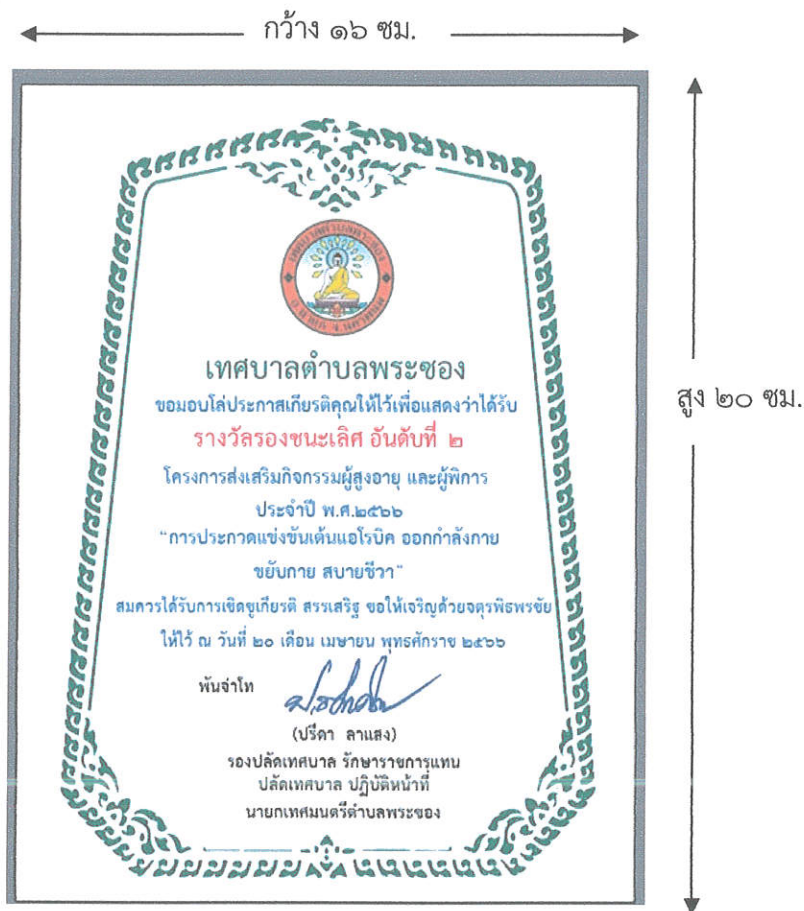 กว้าง ๑๖ ซม.
สูง ๒๐ ซม.
เทศบาลตำบลพระซอง
ขอมอบโล่ประกาศเกียรติคุณให้ไว้เพื่อแสดงว่าได้รับ
รางวัลรองชนะเลิศ อันดับที่ ๒
โครงการส่งเสริมกิจกรรมผู้สูงอายุ และผู้พิการ
ประจำปี พ.ศ.๒๕๖๖
"การประกวดแข่งขันเต้นแอโรบิค ออกกำลังกาย
ขยับกาย สบายชีวา"
สมควรได้รับการเชิดชูเกียรติ สรรเสริฐ ขอให้เจริญด้วยจตุรพิธพรชัย
ให้ไว้ ณ วันที่ ๒๐ เดือน เมษายน พุทธศักราช ๒๕๖๖
พันจ่าโท
(ปรีดา ลาแสง)
รองปลัดเทศบาล รักษาราชการแทน
ปลัดเทศบาล ปฏิบัติหน้าที่
นายกเทศมนตรีตำบลพระซอง